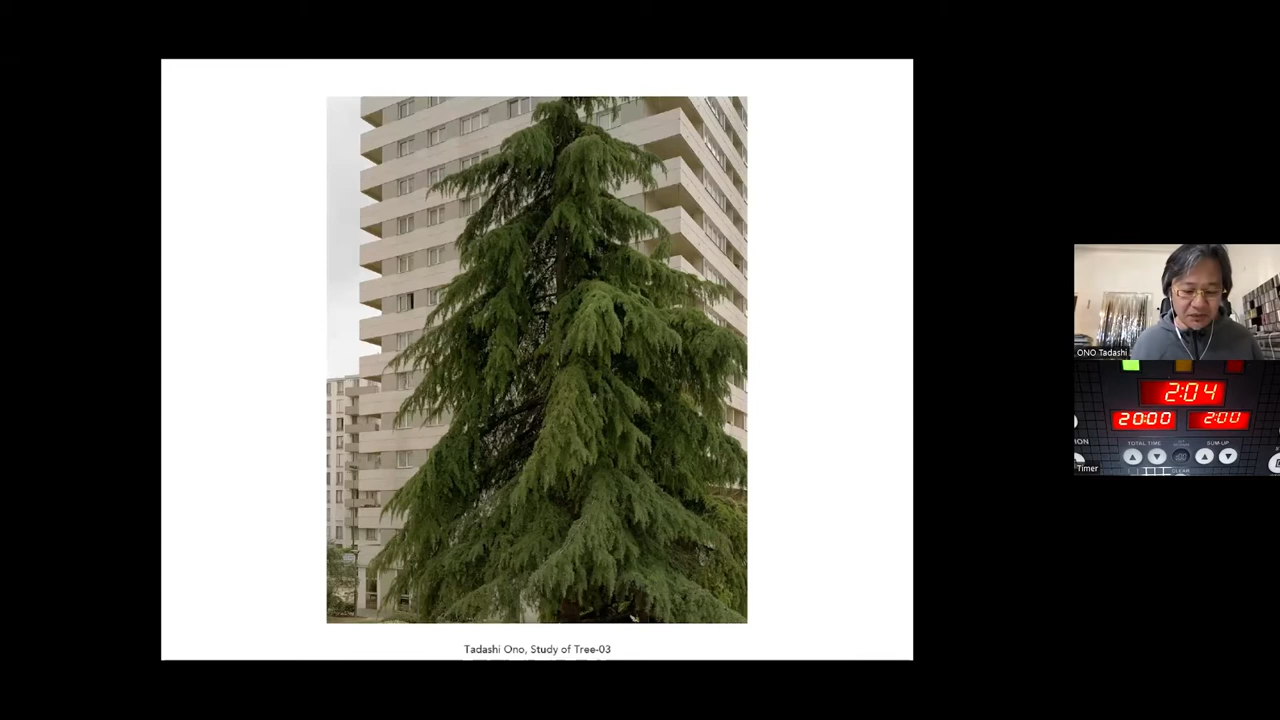 Tadashi Ono, Study of Tree-03
ONO Tadashi
2:04
20:00
2:00
TOTAL TIME
SUM-UP
CLEAR
Timer